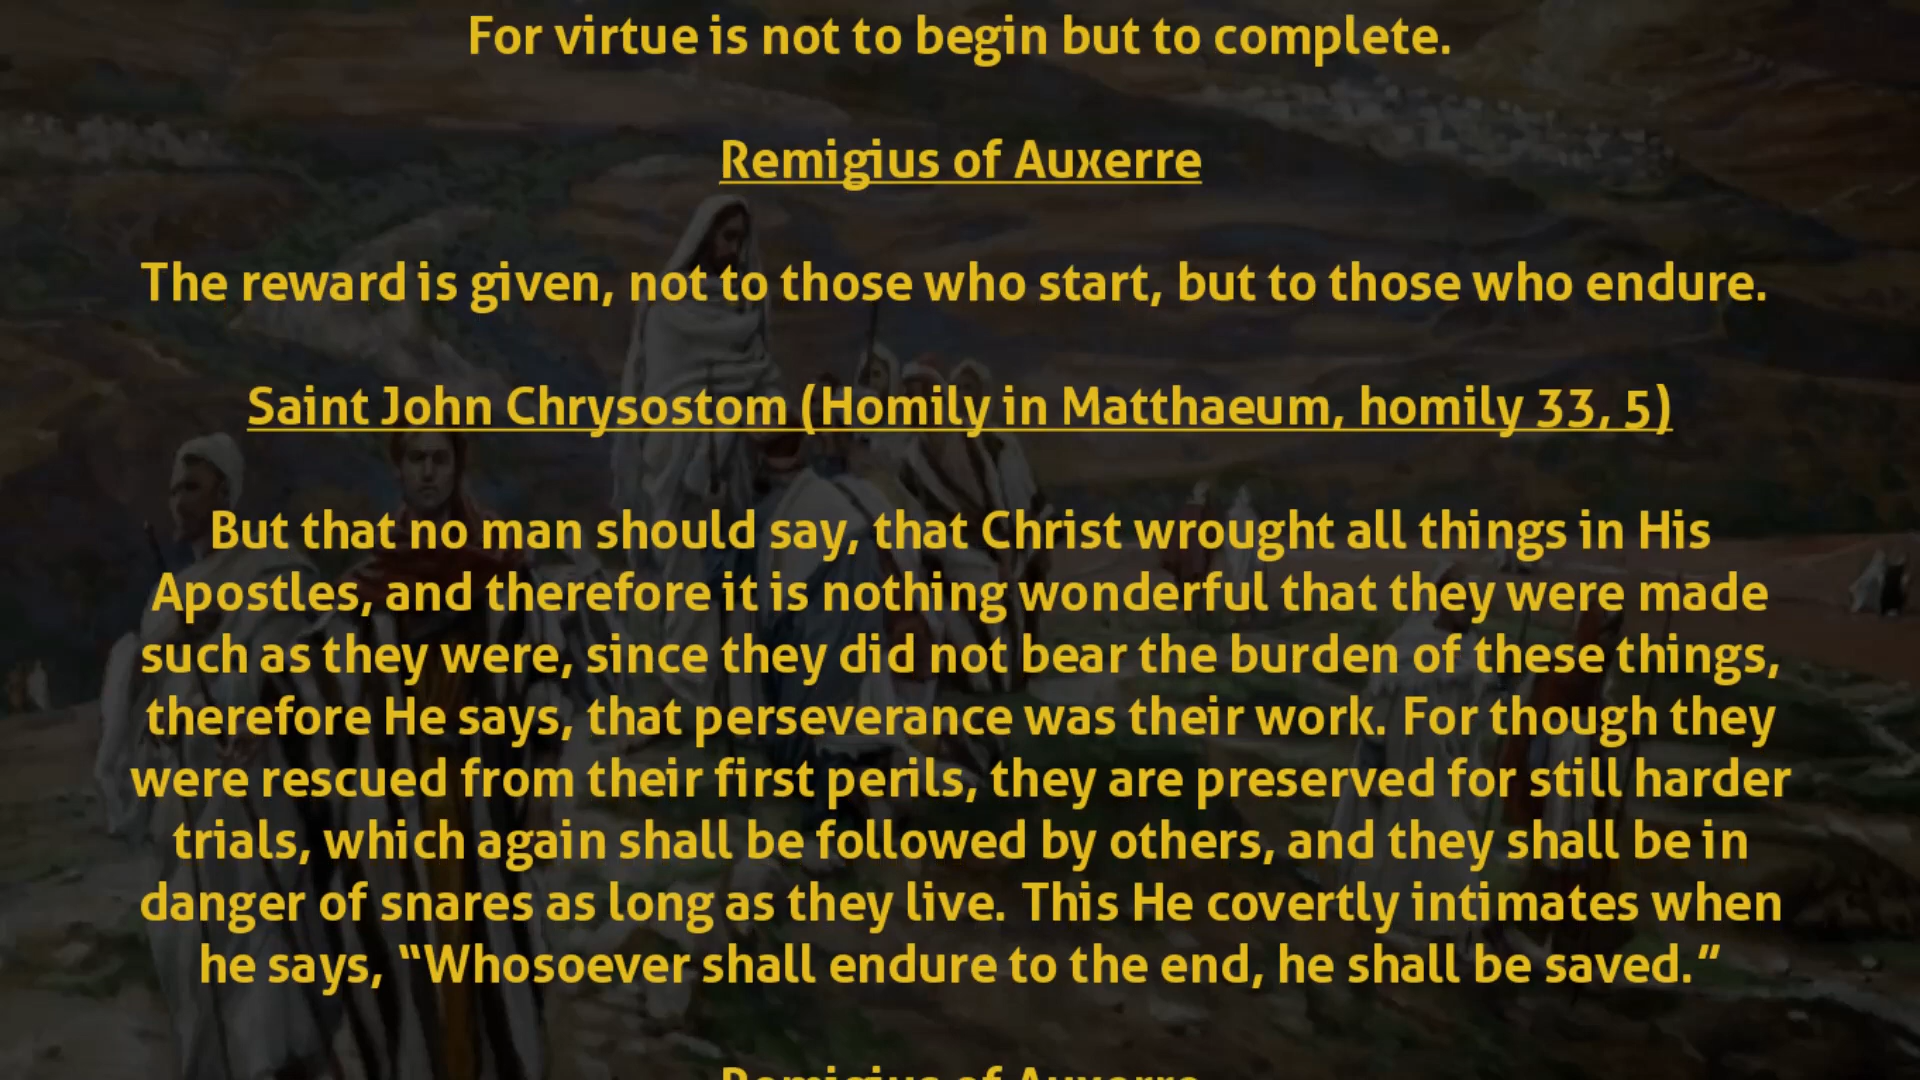 For virtue is not to begin but to complete.
Remigius of Auxerre
The reward is given, not to those who start, but to those who endure.
Saint John Chrysostom (Homily in Matthaeum, homily 33, 5)
But that no man should say, that Christ wrought all things in His
Apostles, and therefore it is nothing wonderful that they were made
such as they were, since they did not bear the burden of these things,
therefore He says, that perseverance was their work. For though they
were rescued from their first perils, they are preserved for still harder
trials, which again shall be followed by others, and they shall be in
danger of snares as long as they live. This He covertly intimates when
he says, “Whosoever shall endure to the end, he shall be saved.”
Remigius of Auxerre